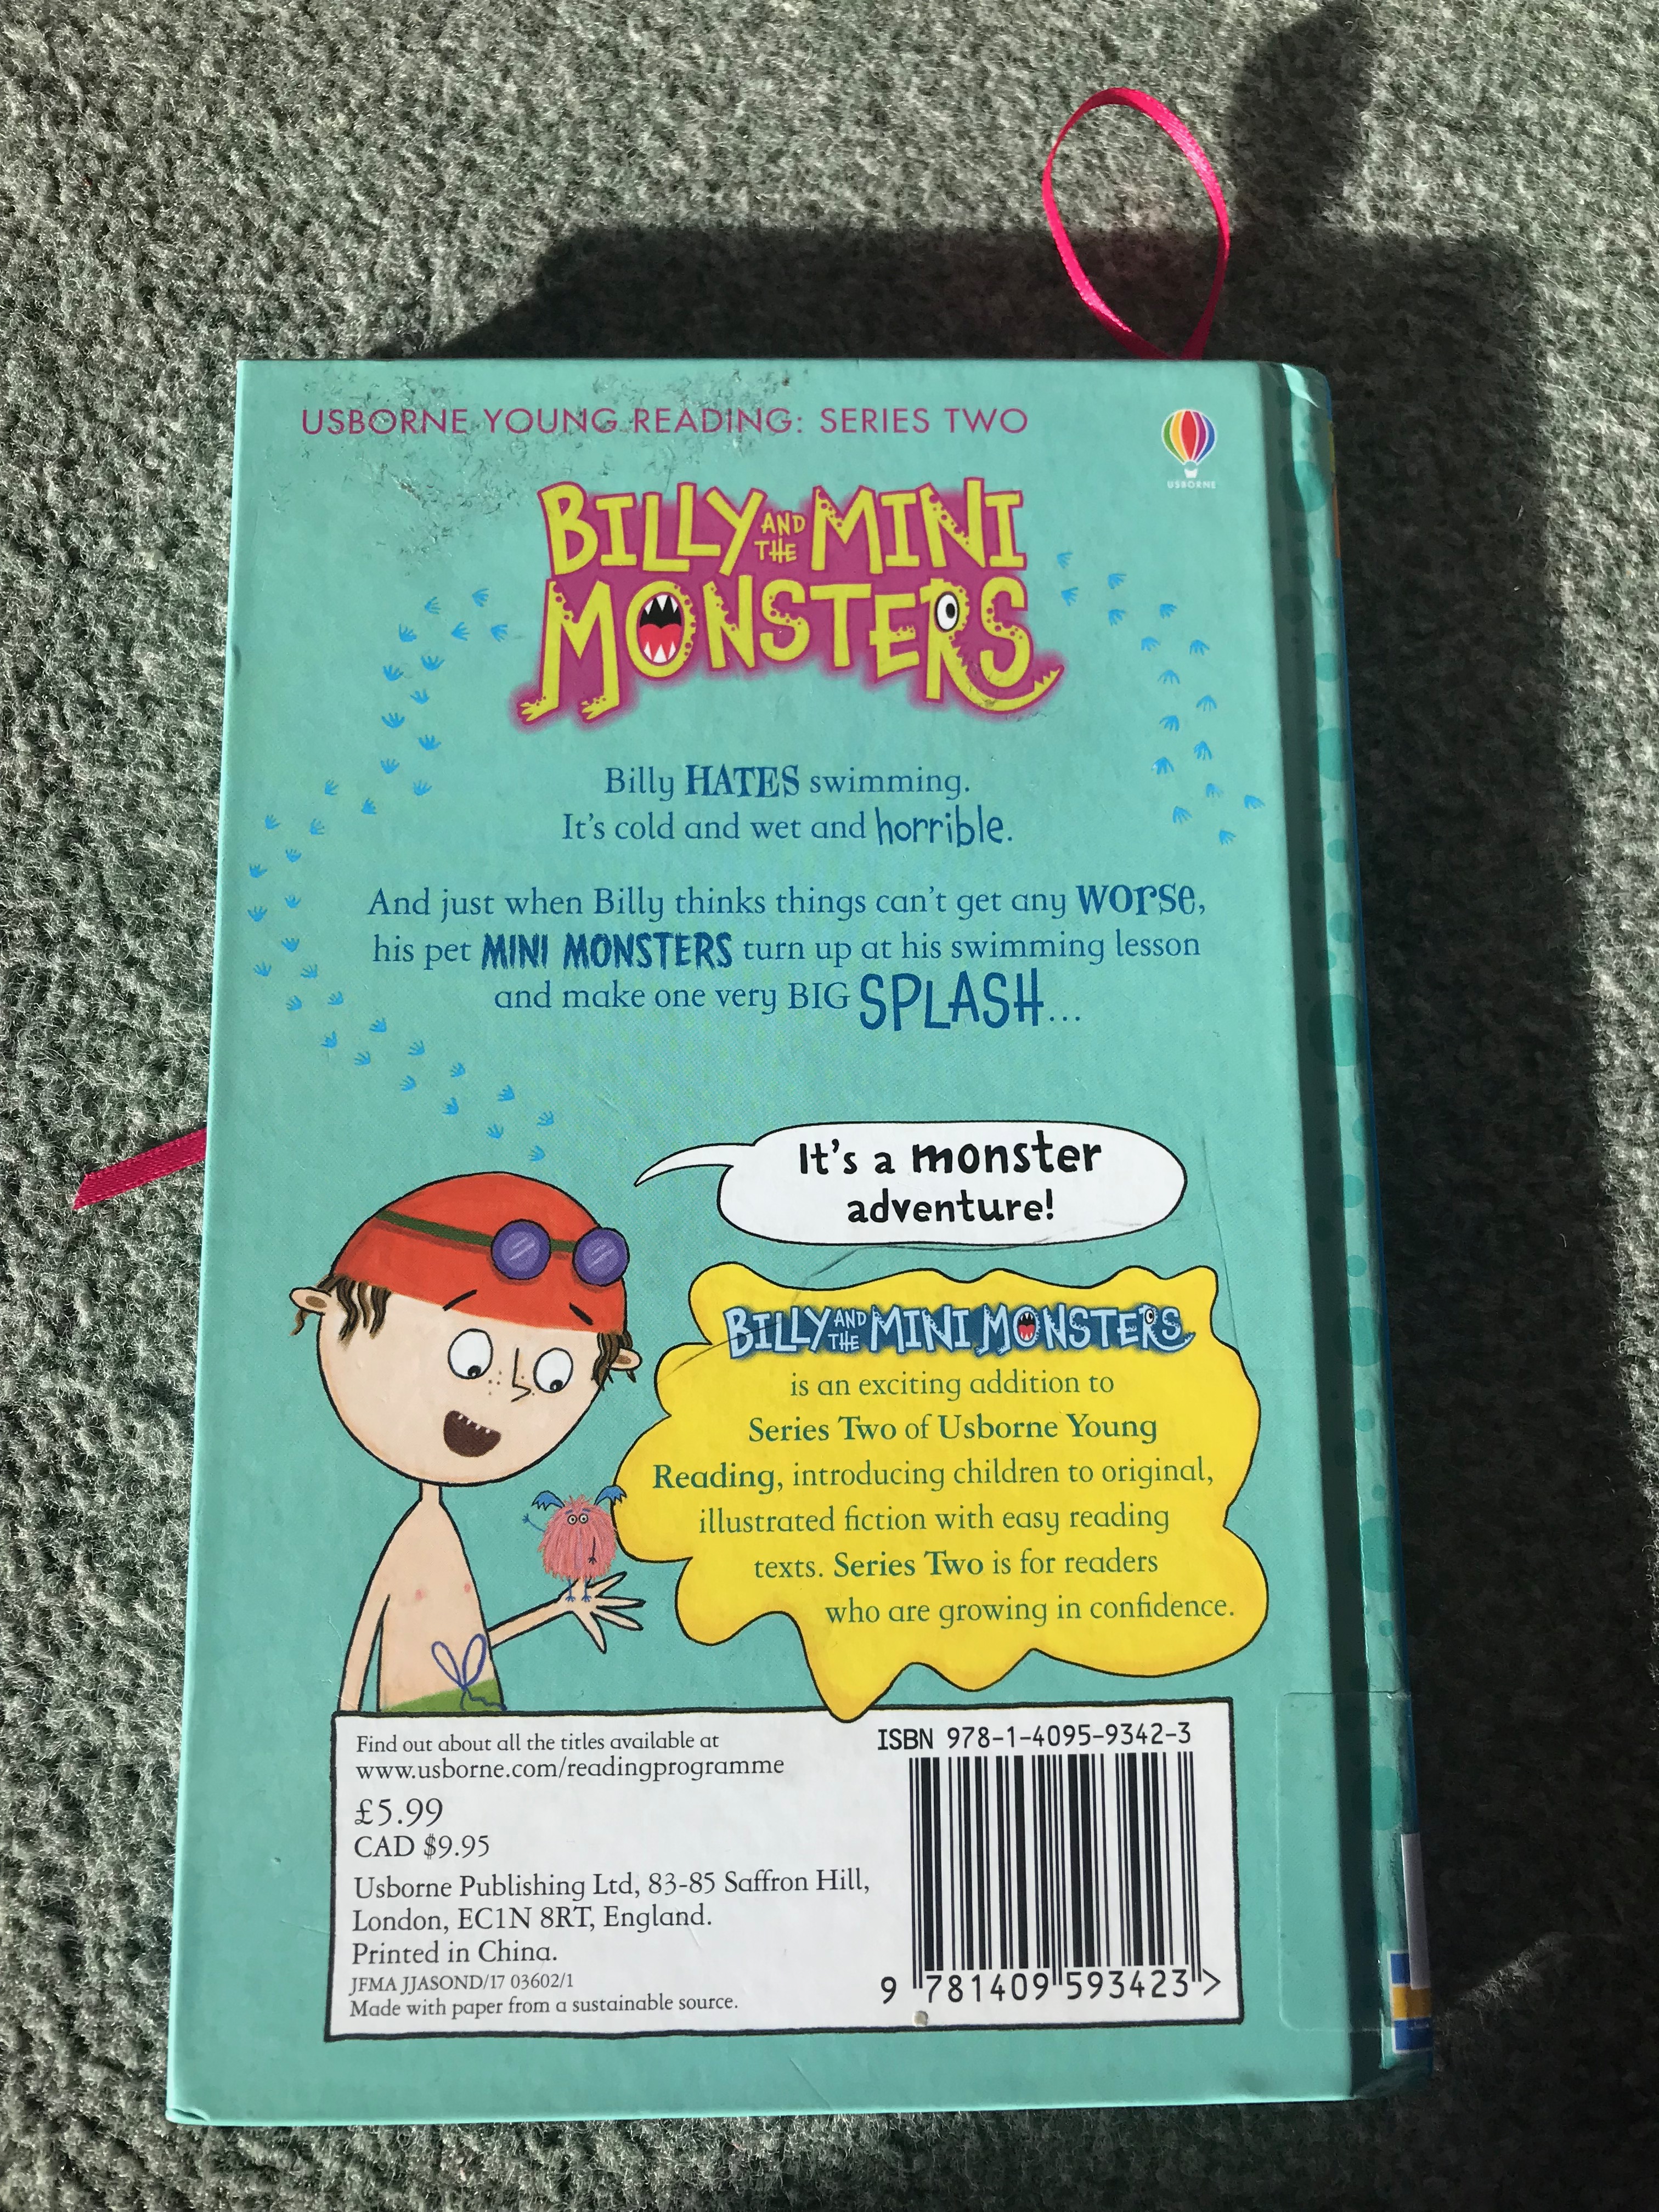 USBORNE YOUNG READING: SERIES TWO
USBORNE
BILLY AND THE MINI
MONSTERS
Billy HATES swimming.
It's cold and wet and horrible.
And just when Billy thinks things can't get any worse,
his pet MINI MONSTERS turn up at his swimming lesson
and make one very BIG SPLASH...
It's a monster
adventure!
BILLY AND THE MINI MONSTERS
is an exciting addition to
Series Two of Usborne Young
Reading, introducing children to original,
illustrated fiction with easy reading
texts. Series Two is for readers
who are growing in confidence.
Find out about all the titles available at
www.usborne.com/readingprogramme
£5.99
CAD $9.95
Usborne Publishing Ltd, 83-85 Saffron Hill,
London, EC1N 8RT, England.
Printed in China.
JFMA JJASOND/17 03602/1
Made with paper from a sustainable source.
ISBN 978-1-4095-9342-3
9 781409 593423 >